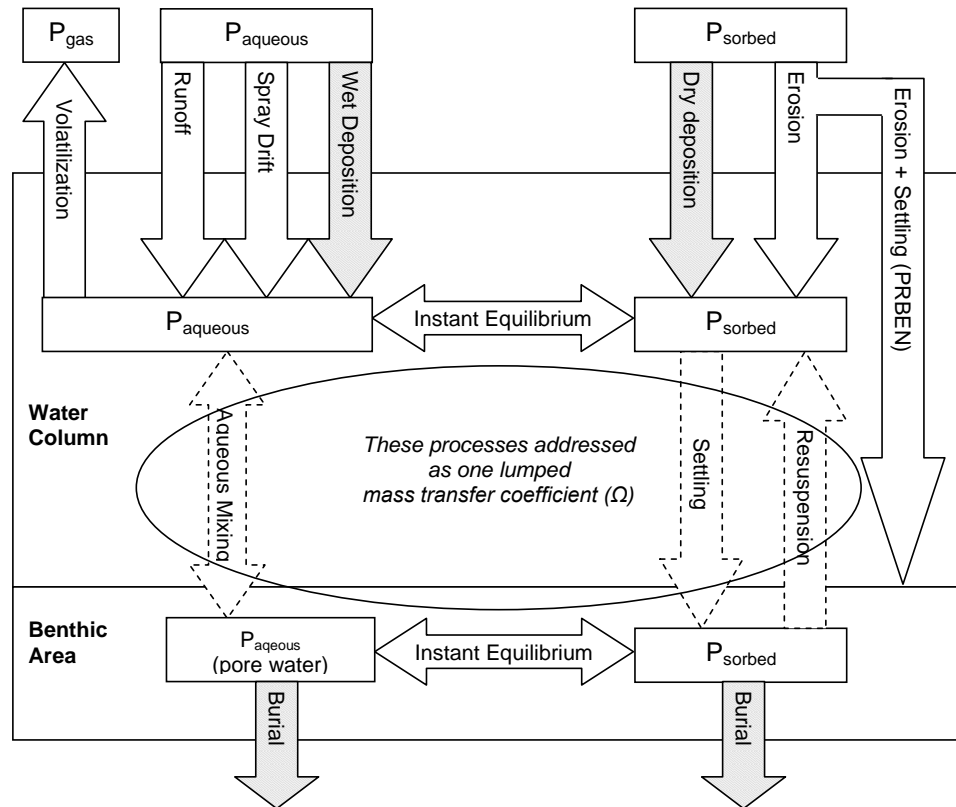 P_gas
P_aqueous
P_sorbed
Volatilization
Runoff
Spray Drift
Wet Deposition
Dry deposition
Erosion
Erosion + Settling (PRBEN)
P_aqueous
Instant Equilibrium
P_sorbed
Water
Column
Aqueous Mixing
These processes addressed
as one lumped
mass transfer coefficient (Ω)
Settling
Resuspension
Benthic
Area
P_aqeous
(pore water)
Instant Equilibrium
P_sorbed
Burial
Burial